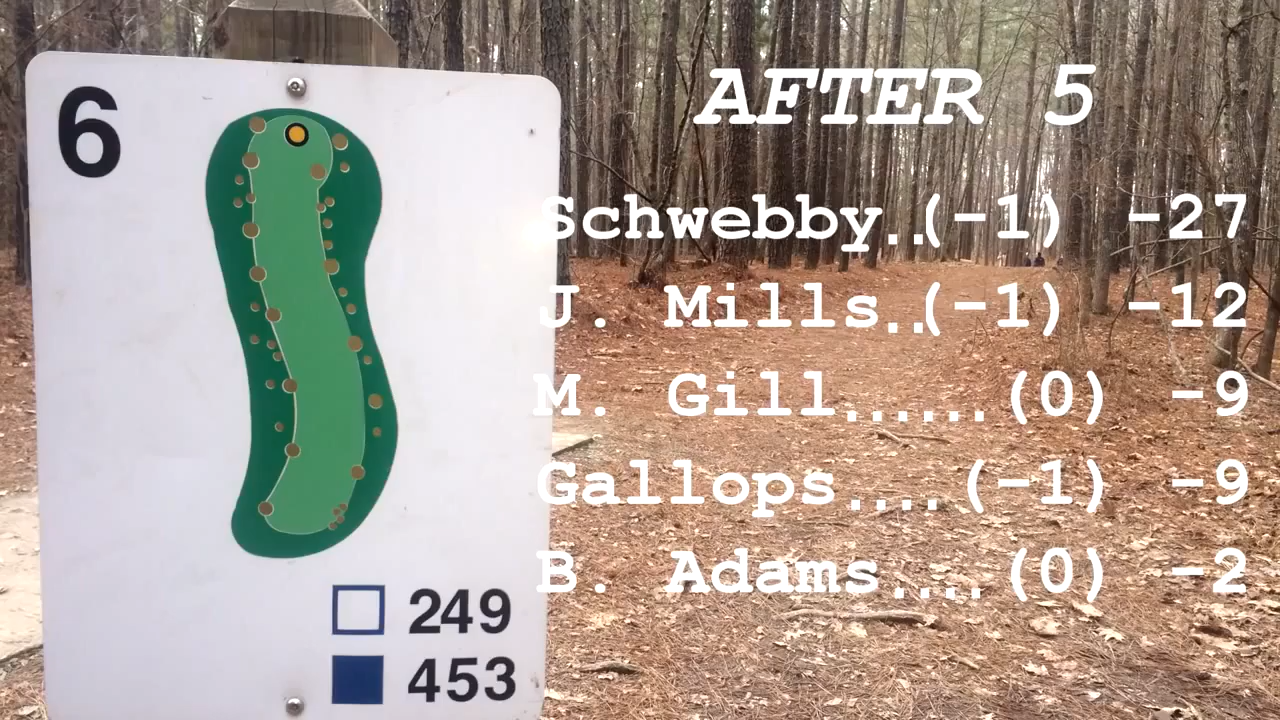 6
AFTER 5
Schwebby..(-1) -27
J. Mills..(-1) -12
M. Gill......(0) -9
Gallops....(-1) -9
B. Adams....(0) -2
249
453